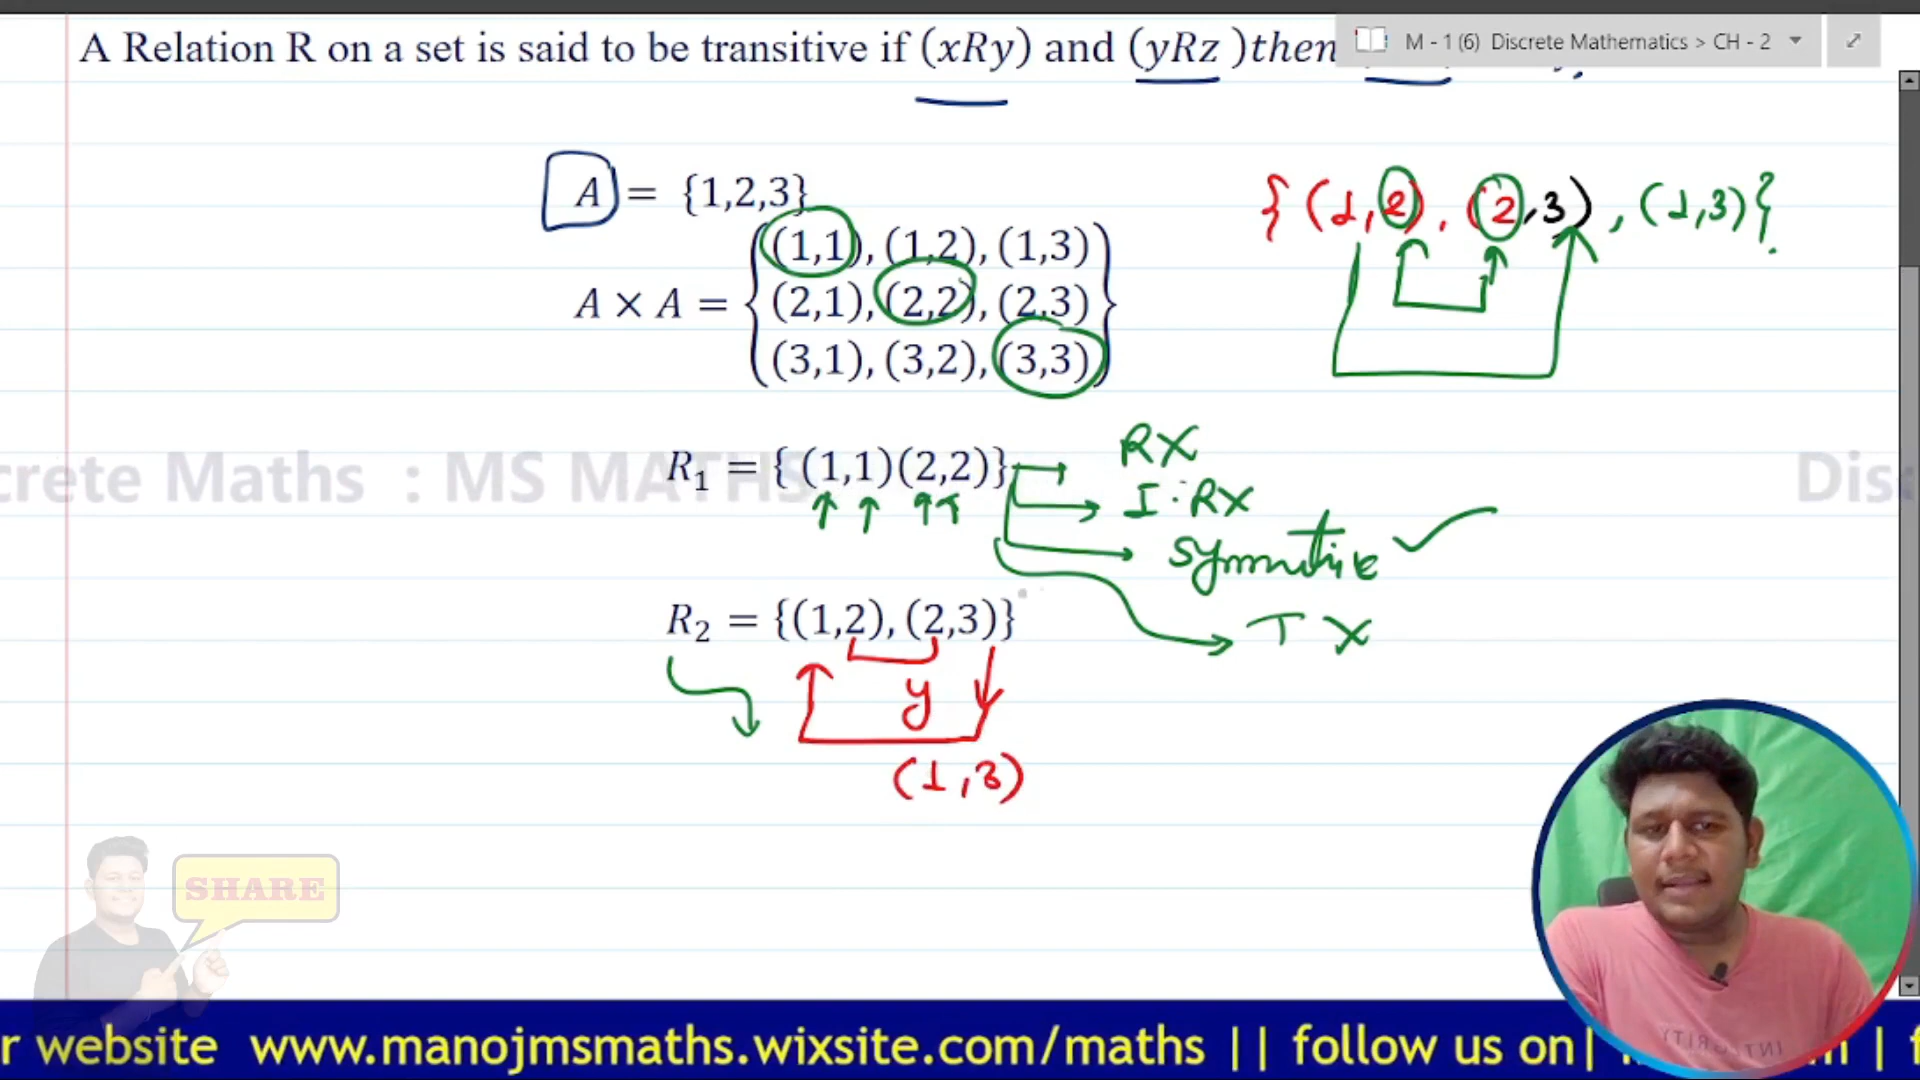 A Relation R on a set is said to be transitive if (xRy) and (yRz )then
M - 1 (6) Discrete Mathematics > CH - 2
A = {1,2,3}
{ (1,2), (2,3), (1,3)}
A × A = {(1,1), (1,2), (1,3)
(2,1), (2,2), (2,3)
(3,1), (3,2), (3,3)}
R X
R₁ = { (1,1)(2,2)}
I·R X
crete Maths : MS MATHS
Dis
symmetric ✓
R₂ = {(1,2), (2,3)}
T X
y
(1,3)
SHARE
r website www.manojmsmaths.wixsite.com/maths || follow us on|